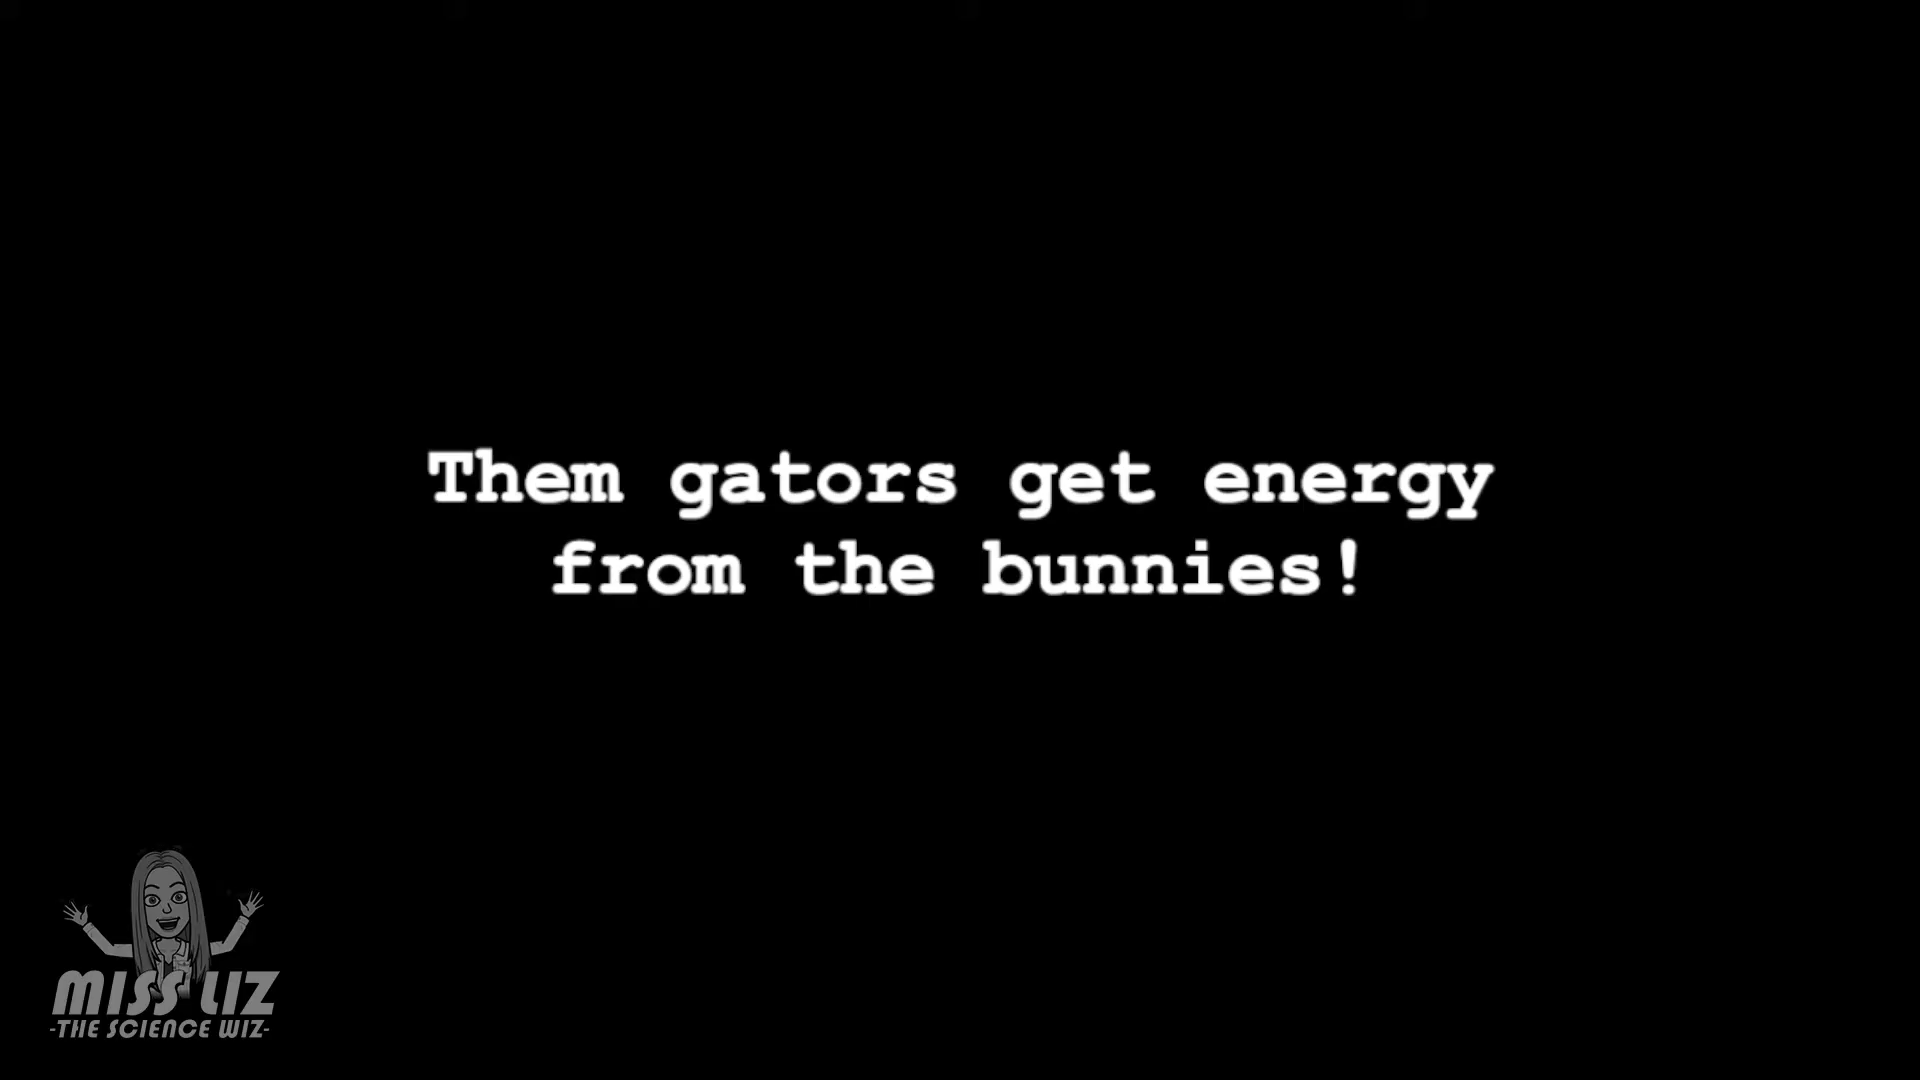 Them gators get energy
from the bunnies!
MISS LIZ
-THE SCIENCE WIZ-